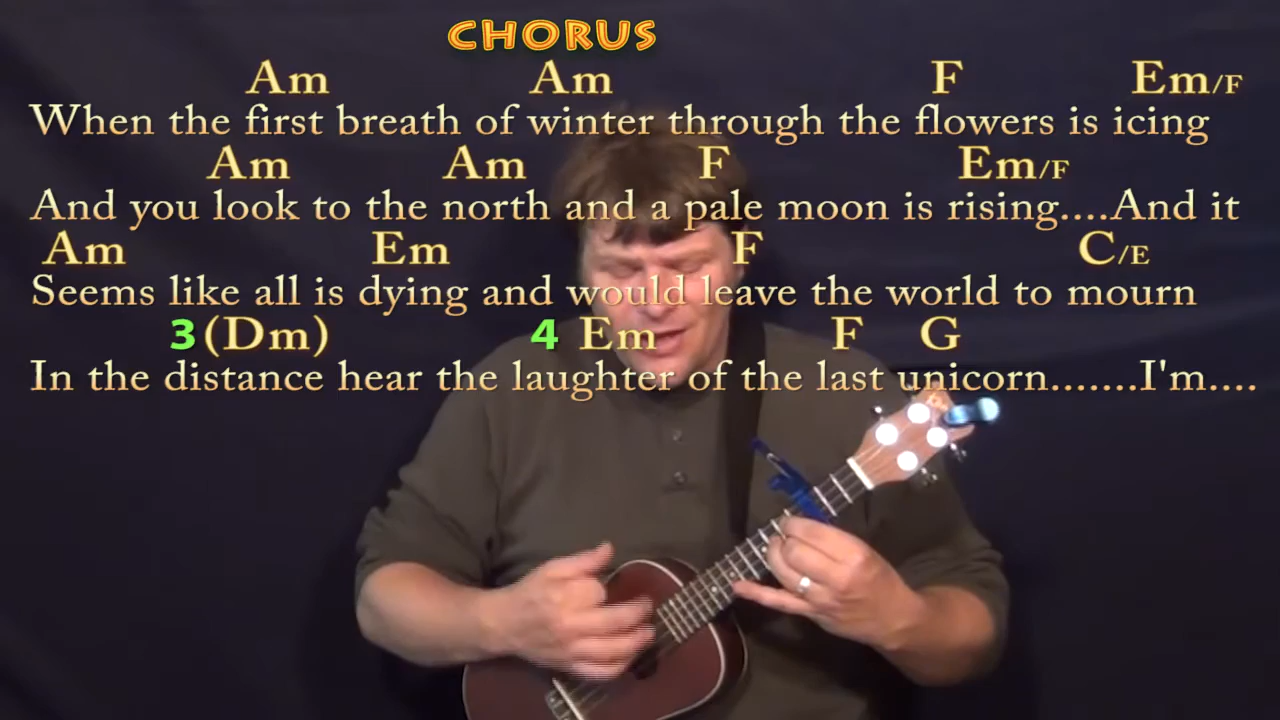 CHORUS
Am Am F Em/F
When the first breath of winter through the flowers is icing
Am Am F Em/F
And you look to the north and a pale moon is rising....And it
Am Em F C/E
Seems like all is dying and would leave the world to mourn
3 (Dm) 4 Em F G
In the distance hear the laughter of the last unicorn.......I'm....